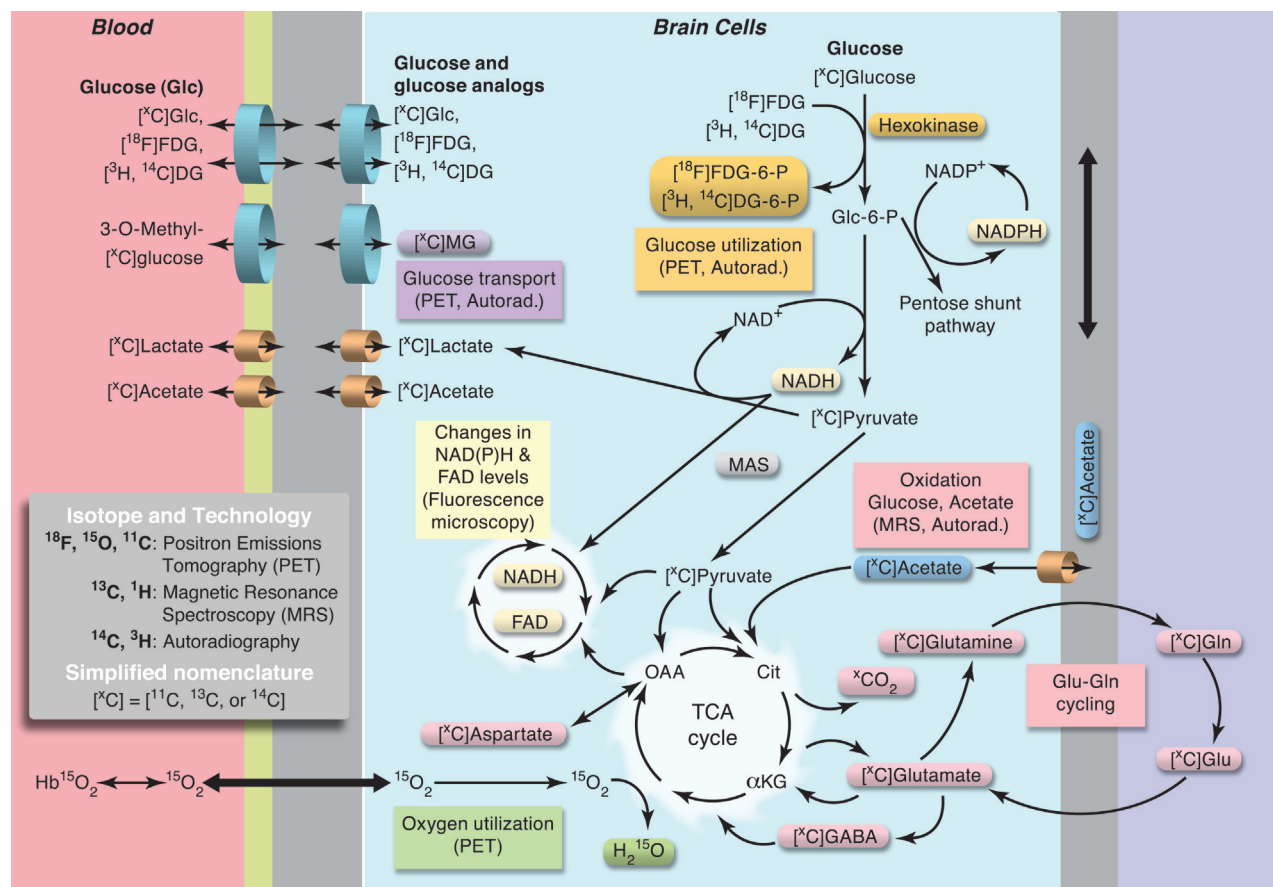 Blood
Brain Cells
Glucose (Glc)
[ˣC]Glc,
[¹⁸F]FDG,
[³H, ¹⁴C]DG
3-O-Methyl-
[ˣC]glucose
[ˣC]Lactate
[ˣC]Acetate
Glucose and
glucose analogs
[ˣC]Glc,
[¹⁸F]FDG,
[³H, ¹⁴C]DG
[ˣC]MG
Glucose transport
(PET, Autorad.)
[ˣC]Lactate
[ˣC]Acetate
Glucose
[ˣC]Glucose
[¹⁸F]FDG
[³H, ¹⁴C]DG
Hexokinase
[¹⁸F]FDG-6-P
[³H, ¹⁴C]DG-6-P
Glc-6-P
NADP⁺
NADPH
Glucose utilization
(PET, Autorad.)
Pentose shunt
pathway
NAD⁺
NADH
[ˣC]Pyruvate
Changes in
NAD(P)H &
FAD levels
(Fluorescence
microscopy)
MAS
Oxidation
Glucose, Acetate
(MRS, Autorad.)
[ˣC]Acetate
Isotope and Technology
¹⁸F, ¹⁵O, ¹¹C: Positron Emissions
Tomography (PET)
¹³C, ¹H: Magnetic Resonance
Spectroscopy (MRS)
¹⁴C, ³H: Autoradiography
Simplified nomenclature
[ˣC] = [¹¹C, ¹³C, or ¹⁴C]
NADH
FAD
[ˣC]Pyruvate
[ˣC]Acetate
OAA
Cit
TCA
cycle
αKG
ˣCO₂
[ˣC]Glutamine
[ˣC]Gln
Glu-Gln
cycling
[ˣC]Aspartate
[ˣC]Glutamate
[ˣC]Glu
[ˣC]GABA
Hb¹⁵O₂
¹⁵O₂
¹⁵O₂
¹⁵O₂
Oxygen utilization
(PET)
H₂¹⁵O